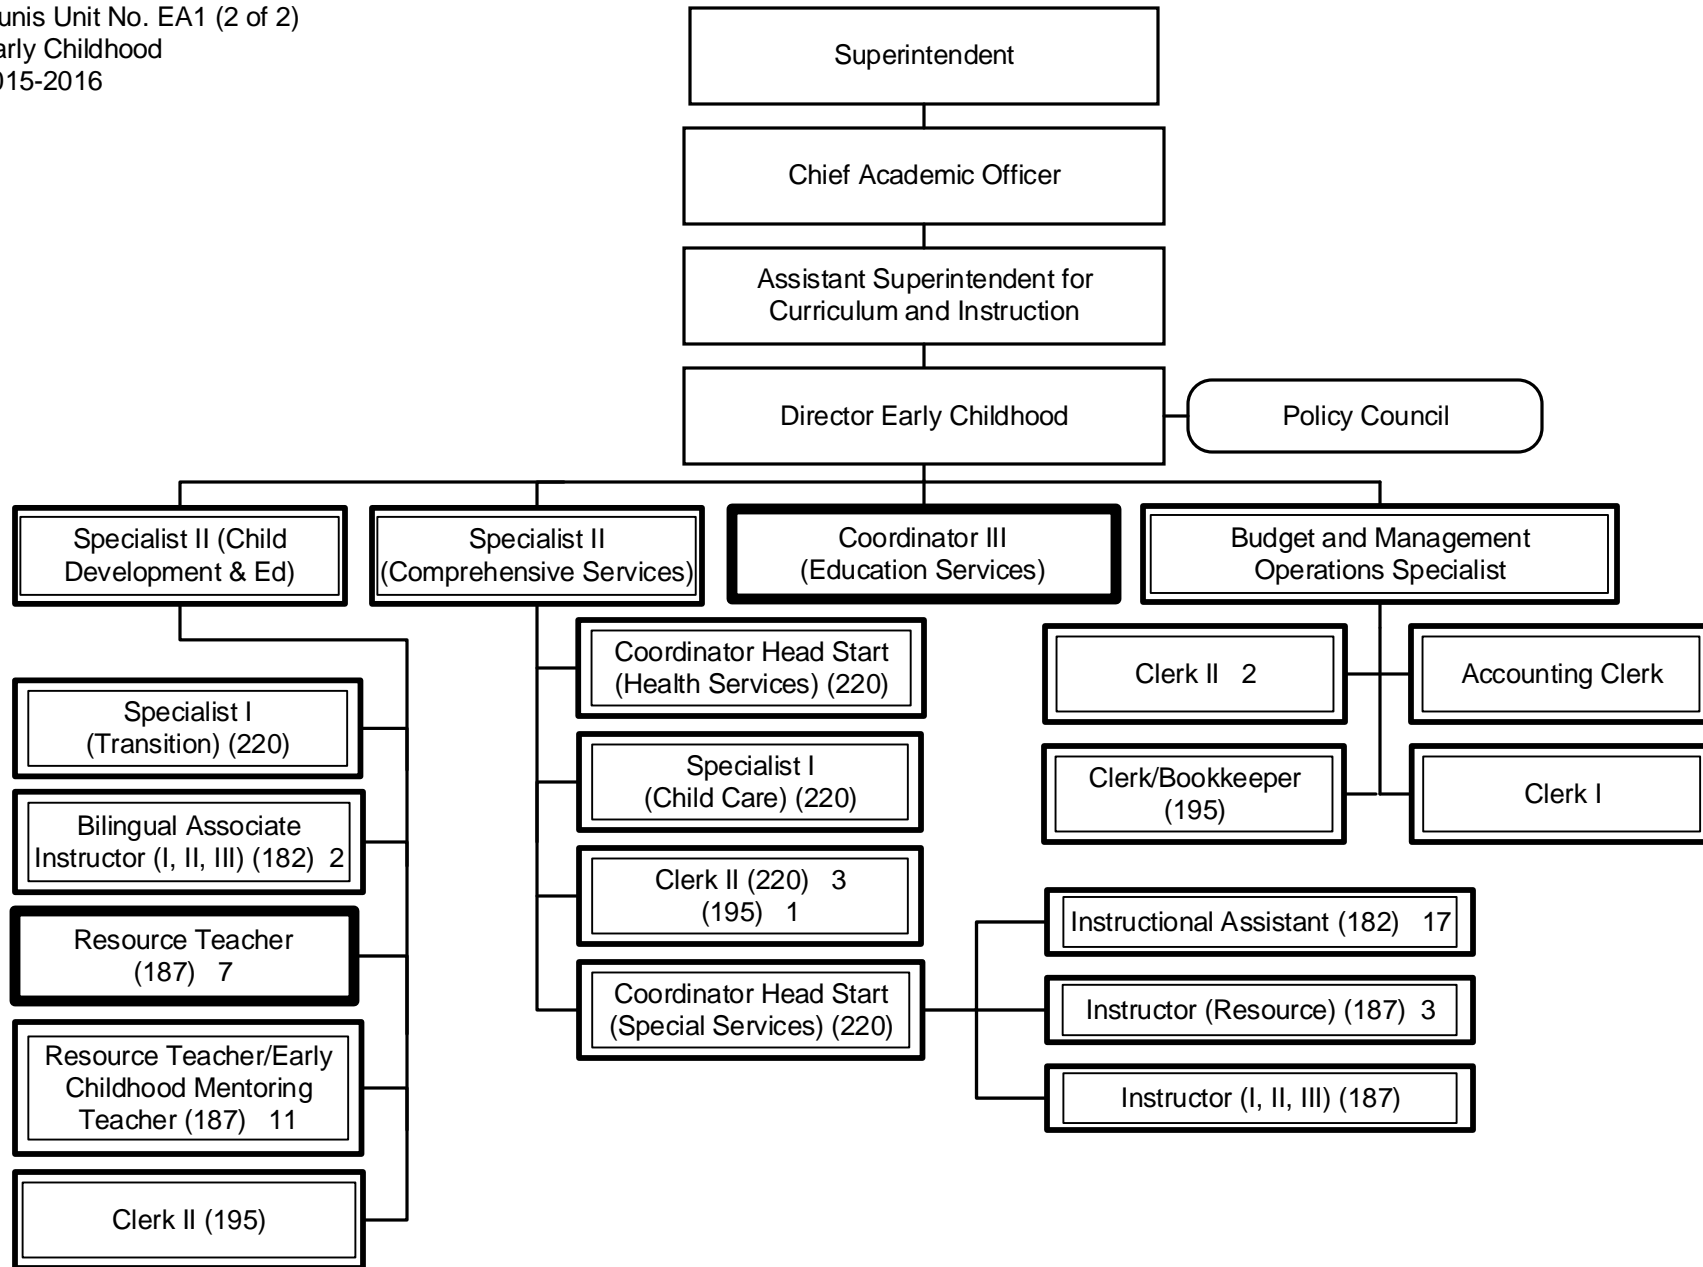 unis Unit No. EA1 (2 of 2)
arly Childhood
015-2016
Superintendent
Chief Academic Officer
Assistant Superintendent for
Curriculum and Instruction
Director Early Childhood
Policy Council
Specialist II (Child
Development & Ed)
Specialist II
(Comprehensive Services)
Coordinator III
(Education Services)
Budget and Management
Operations Specialist
Specialist I
(Transition) (220)
Bilingual Associate
Instructor (I, II, III) (182) 2
Resource Teacher
(187) 7
Resource Teacher/Early
Childhood Mentoring
Teacher (187) 11
Clerk II (195)
Coordinator Head Start
(Health Services) (220)
Specialist I
(Child Care) (220)
Clerk II (220) 3
(195) 1
Coordinator Head Start
(Special Services) (220)
Clerk II 2
Accounting Clerk
Clerk/Bookkeeper
(195)
Clerk I
Instructional Assistant (182) 17
Instructor (Resource) (187) 3
Instructor (I, II, III) (187)